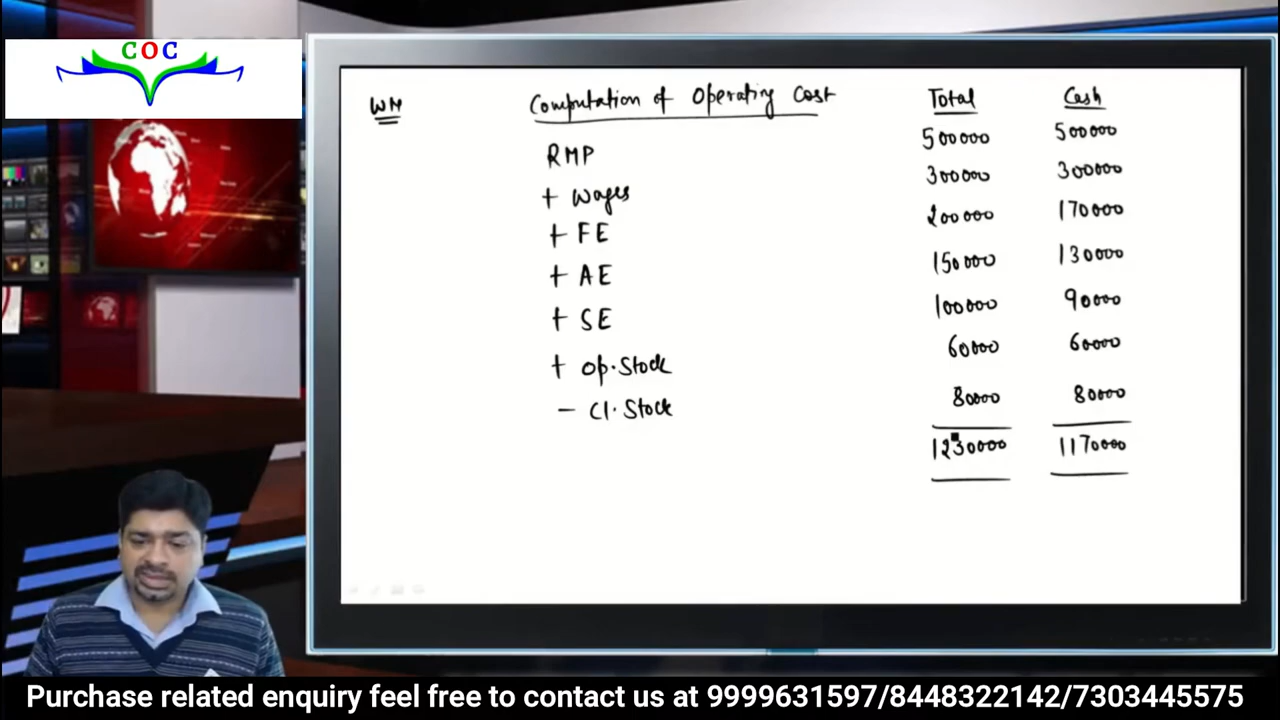 COC
WN Computation of Operating Cost Total Cash
RMP 500000 500000
+ Wages 300000 300000
+ FE 200000 170000
+ AE 150000 130000
+ SE 100000 90000
+ Op. Stock 60000 60000
- Cl. Stock 80000 80000
1230000 1170000
Purchase related enquiry feel free to contact us at 9999631597/8448322142/7303445575